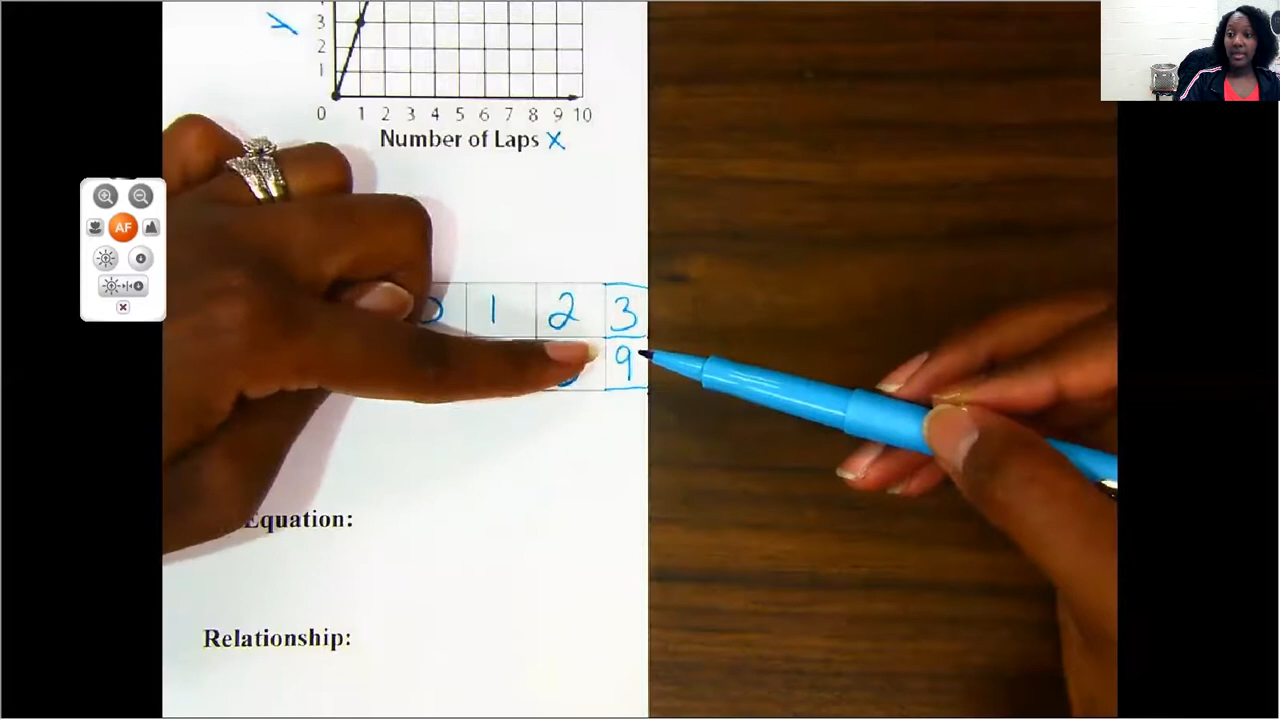 y
3
2
1
0 1 2 3 4 5 6 7 8 9 10
Number of Laps x
AF
0 1 2 3
9
Equation:
Relationship: